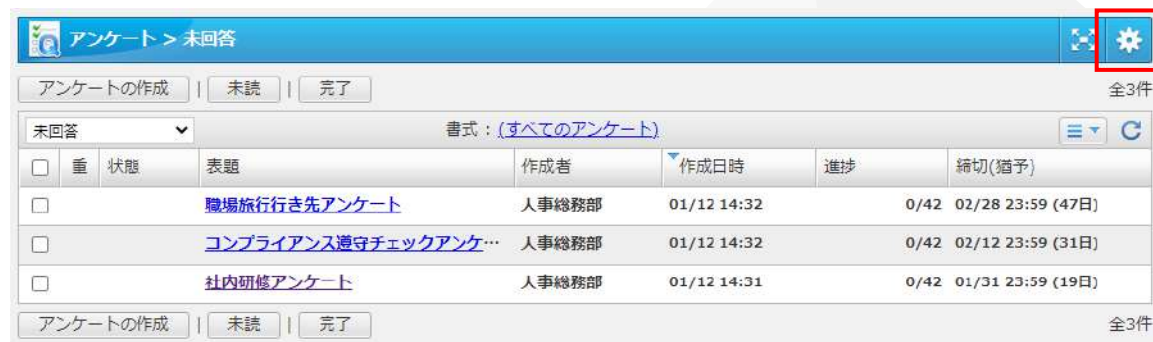 アンケート > 未回答
アンケートの作成 | 未読 | 完了 全3件
未回答 書式：(すべてのアンケート)
重 状態 表題 作成者 作成日時 進捗 締切(猶予)
職場旅行行き先アンケート 人事総務部 01/12 14:32 0/42 02/28 23:59 (47日)
コンプライアンス遵守チェックアンケ… 人事総務部 01/12 14:32 0/42 02/12 23:59 (31日)
社内研修アンケート 人事総務部 01/12 14:31 0/42 01/31 23:59 (19日)
アンケートの作成 | 未読 | 完了 全3件